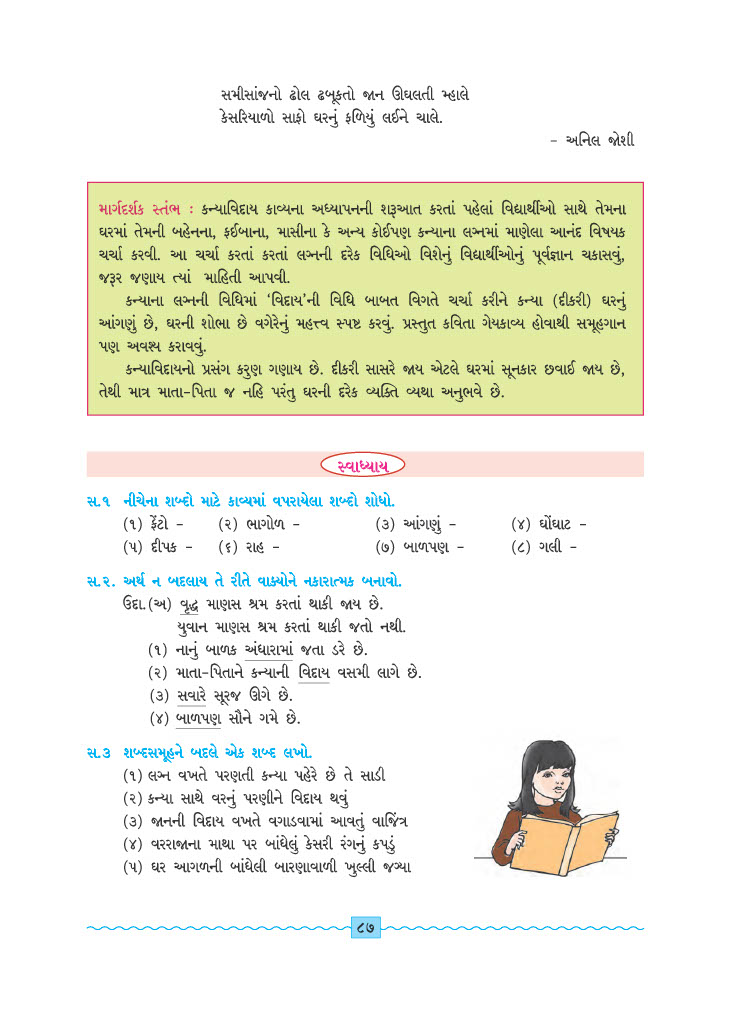 સમીસાંજનો ઢોલ ઢબૂકતો જાન ઊઘલતી મ્હાલે
કેસરિયાળો સાફો ઘરનું ફળિયું લઈને ચાલે.
– અનિલ જોશી
માર્ગદર્શક સ્તંભ : કન્યાવિદાય કાવ્યના અધ્યાપનની શરૂઆત કરતાં પહેલાં વિદ્યાર્થીઓ સાથે તેમના
ઘરમાં તેમની બહેનના, ફઈબાના, માસીના કે અન્ય કોઈપણ કન્યાના લગ્નમાં માણેલા આનંદ વિષયક
ચર્ચા કરવી. આ ચર્ચા કરતાં કરતાં લગ્નની દરેક વિધિઓ વિશેનું વિદ્યાર્થીઓનું પૂર્વજ્ઞાન ચકાસવું,
જરૂર જણાય ત્યાં માહિતી આપવી.
કન્યાના લગ્નની વિધિમાં ‘વિદાય’ની વિધિ બાબત વિગતે ચર્ચા કરીને કન્યા (દીકરી) ઘરનું
આંગણું છે, ઘરની શોભા છે વગેરેનું મહત્ત્વ સ્પષ્ટ કરવું. પ્રસ્તુત કવિતા ગેયકાવ્ય હોવાથી સમૂહગાન
પણ અવશ્ય કરાવવું.
કન્યાવિદાયનો પ્રસંગ કરુણ ગણાય છે. દીકરી સાસરે જાય એટલે ઘરમાં સૂનકાર છવાઈ જાય છે,
તેથી માત્ર માતા-પિતા જ નહિ પરંતુ ઘરની દરેક વ્યક્તિ વ્યથા અનુભવે છે.
સ્વાધ્યાય
સ.૧ નીચેના શબ્દો માટે કાવ્યમાં વપરાયેલા શબ્દો શોધો.
(૧) ફેંટો – (૨) ભાગોળ – (૩) આંગણું – (૪) ઘોંઘાટ –
(૫) દીપક – (૬) રાહ – (૭) બાળપણ – (૮) ગલી –
સ.૨. અર્થ ન બદલાય તે રીતે વાક્યોને નકારાત્મક બનાવો.
ઉદા.(અ) વૃદ્ધ માણસ શ્રમ કરતાં થાકી જાય છે.
યુવાન માણસ શ્રમ કરતાં થાકી જતો નથી.
(૧) નાનું બાળક અંધારામાં જતા ડરે છે.
(૨) માતા-પિતાને કન્યાની વિદાય વસમી લાગે છે.
(૩) સવારે સૂરજ ઊગે છે.
(૪) બાળપણ સૌને ગમે છે.
સ.૩ શબ્દસમૂહને બદલે એક શબ્દ લખો.
(૧) લગ્ન વખતે પરણતી કન્યા પહેરે છે તે સાડી
(૨) કન્યા સાથે વરનું પરણીને વિદાય થવું
(૩) જાનની વિદાય વખતે વગાડવામાં આવતું વાજિંત્ર
(૪) વરરાજાના માથા પર બાંધેલું કેસરી રંગનું કપડું
(૫) ઘર આગળની બાંધેલી બારણાવાળી ખુલ્લી જગ્યા
૮૭